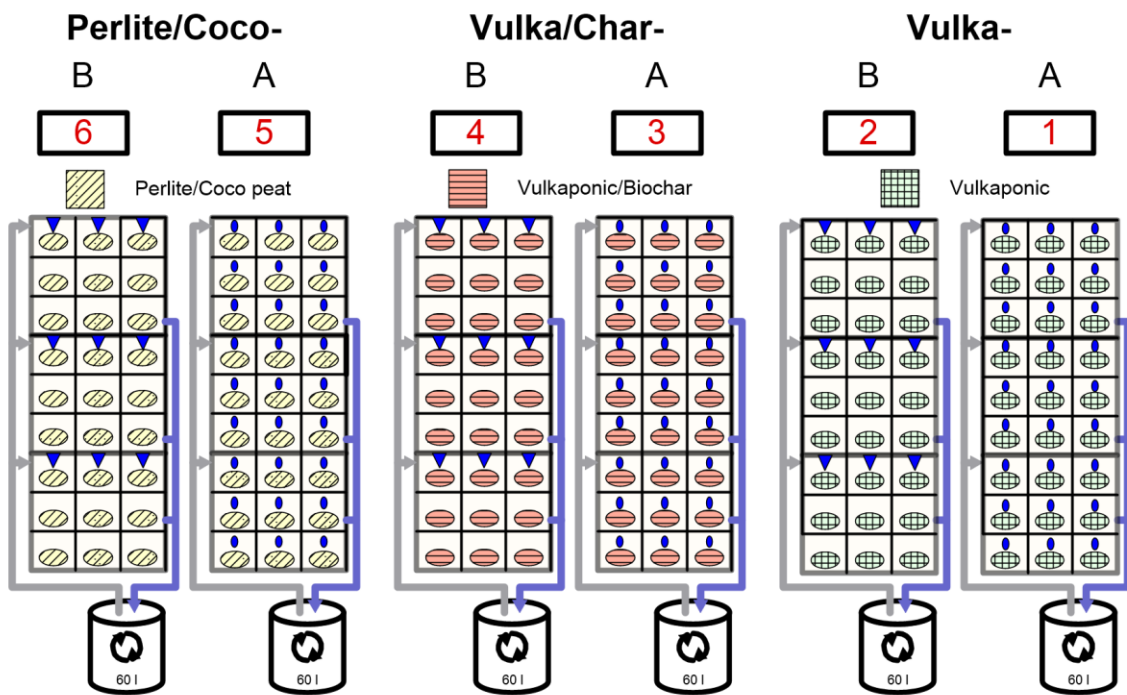 Perlite/Coco- Vulka/Char- Vulka-
B A B A B A
6 5 4 3 2 1
Perlite/Coco peat Vulkaponic/Biochar Vulkaponic
60 l 60 l 60 l 60 l 60 l 60 l